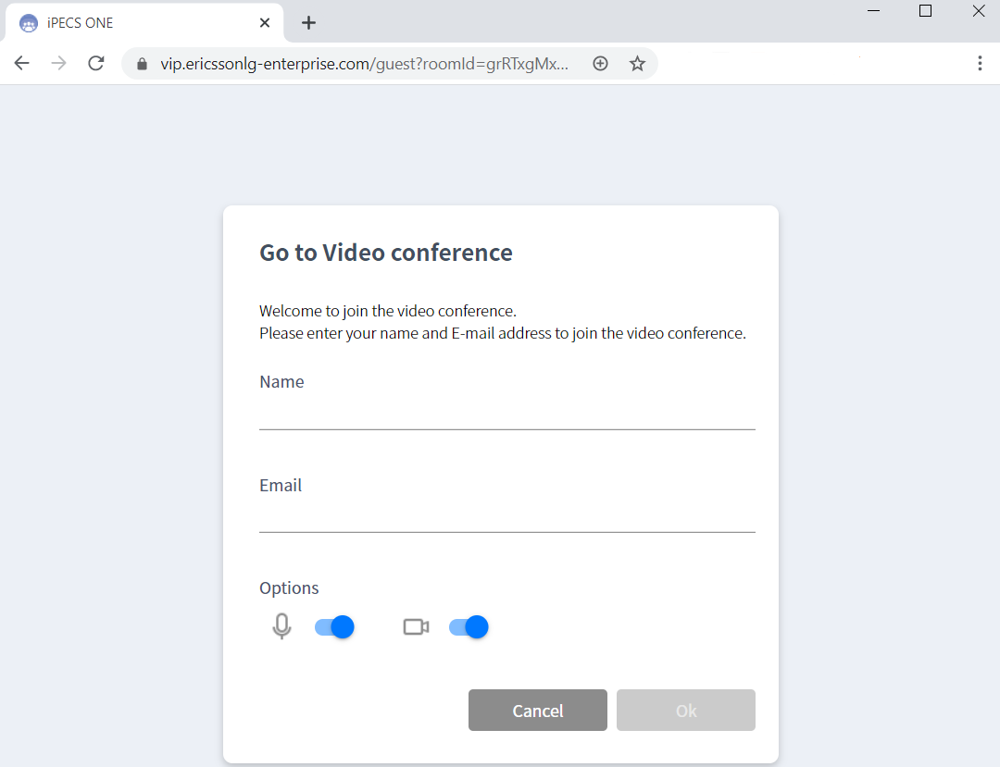 iPECS ONE
vip.ericssonlg-enterprise.com/guest?roomId=grRTxgMx...
Go to Video conference
Welcome to join the video conference.
Please enter your name and E-mail address to join the video conference.
Name
Email
Options
Cancel
Ok